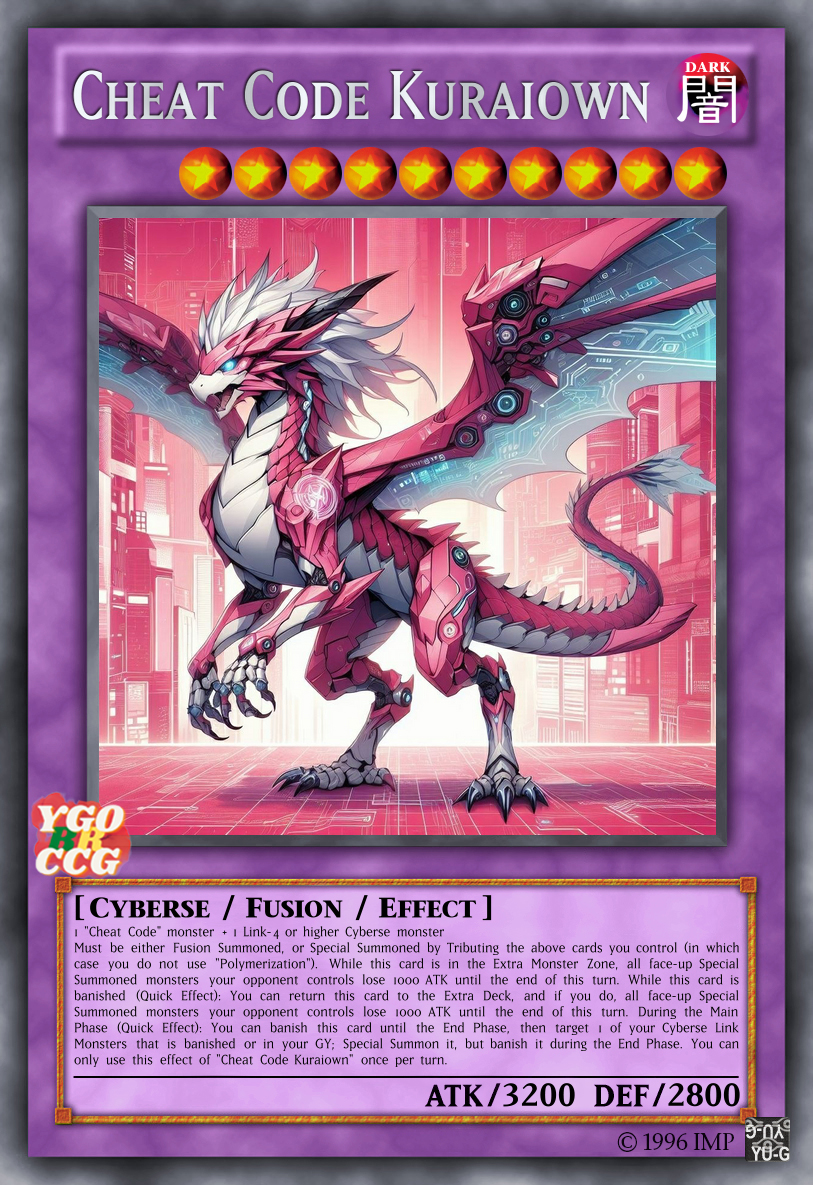 Cheat Code Kuraiown
DARK
闇
YGO
RR
CCG
[ Cyberse / Fusion / Effect ]
1 "Cheat Code" monster + 1 Link-4 or higher Cyberse monster
Must be either Fusion Summoned, or Special Summoned by Tributing the above cards you control (in which
case you do not use "Polymerization"). While this card is in the Extra Monster Zone, all face-up Special
Summoned monsters your opponent controls lose 1000 ATK until the end of this turn. While this card is
banished (Quick Effect): You can return this card to the Extra Deck, and if you do, all face-up Special
Summoned monsters your opponent controls lose 1000 ATK until the end of this turn. During the Main
Phase (Quick Effect): You can banish this card until the End Phase, then target 1 of your Cyberse Link
Monsters that is banished or in your GY; Special Summon it, but banish it during the End Phase. You can
only use this effect of "Cheat Code Kuraiown" once per turn.
ATK/3200 DEF/2800
© 1996 IMP
YU-G
YU-G